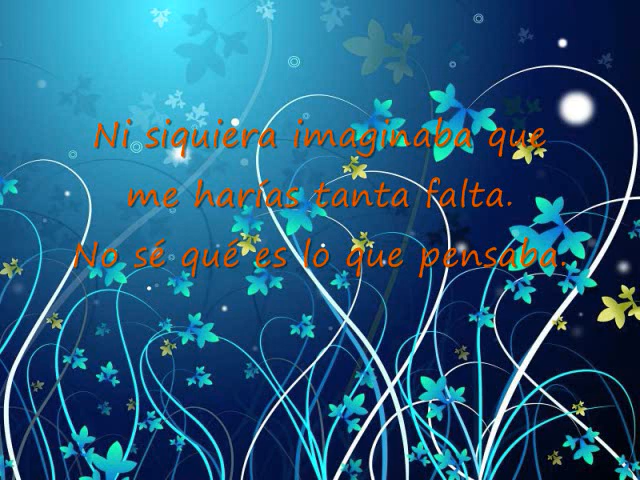 Ni siquiera imaginaba que
me harías tanta falta.
No sé qué es lo que pensaba.